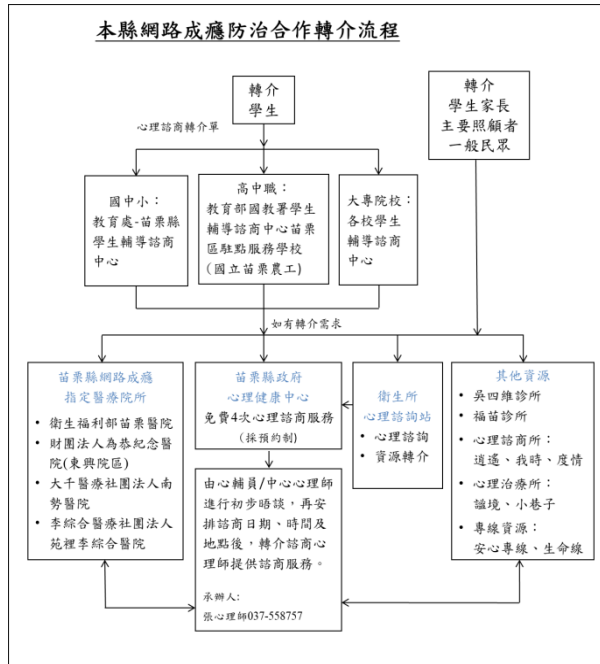 本縣網路成癮防治合作轉介流程
轉介
學生
轉介
學生家長
主要照顧者
一般民眾
心理諮商轉介單
國中小：
教育處-苗栗縣
學生輔導諮商
中心
高中職：
教育部國教署學生
輔導諮商中心苗栗
區駐點服務學校
(國立苗栗農工)
大專院校：
各校學生
輔導諮商
中心
如有轉介需求
苗栗縣網路成癮
指定醫療院所
• 衛生福利部苗栗醫院
• 財團法人為恭紀念醫
院(東興院區)
• 大千醫療社團法人南
勢醫院
• 李綜合醫療社團法人
苑裡李綜合醫院
苗栗縣政府
心理健康中心
免費4次心理諮商服務
(採預約制)
由心輔員/中心心理師
進行初步晤談，再安
排諮商日期、時間及
地點後，轉介諮商心
理師提供諮商服務。
承辦人:
張心理師037-558757
衛生所
心理諮詢站
• 心理諮詢
• 資源轉介
其他資源
• 吳四維診所
• 福苗診所
• 心理諮商所：
逍遙、我時、度情
• 心理治療所：
謐境、小巷子
• 專線資源：
安心專線、生命線